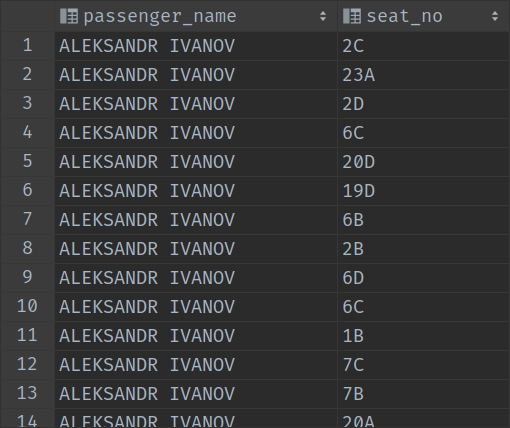 passenger_name seat_no
1 ALEKSANDR IVANOV 2C
2 ALEKSANDR IVANOV 23A
3 ALEKSANDR IVANOV 2D
4 ALEKSANDR IVANOV 6C
5 ALEKSANDR IVANOV 20D
6 ALEKSANDR IVANOV 19D
7 ALEKSANDR IVANOV 6B
8 ALEKSANDR IVANOV 2B
9 ALEKSANDR IVANOV 6D
10 ALEKSANDR IVANOV 6C
11 ALEKSANDR IVANOV 1B
12 ALEKSANDR IVANOV 7C
13 ALEKSANDR IVANOV 7B
14 ALEKSANDR IVANOV 20A